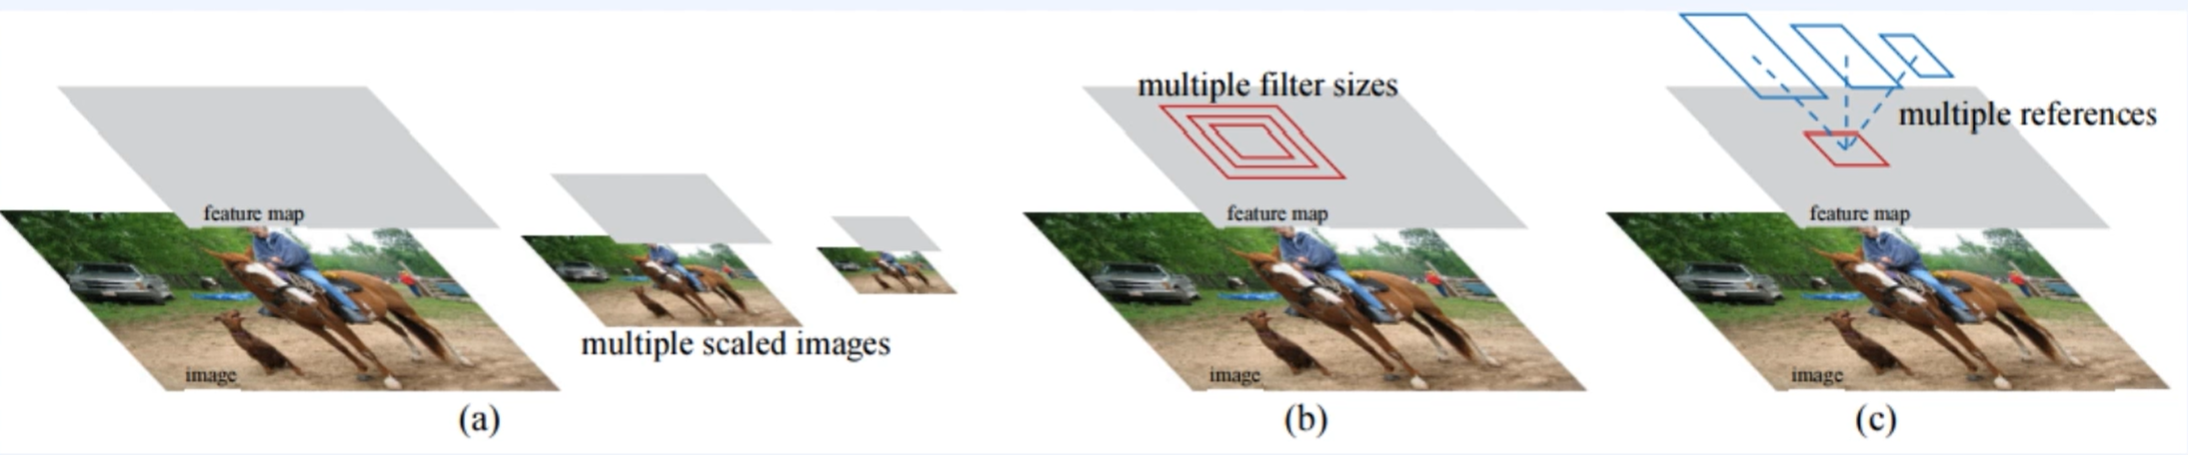 feature map
image
multiple scaled images
(a)
multiple filter sizes
feature map
image
(b)
multiple references
feature map
image
(c)